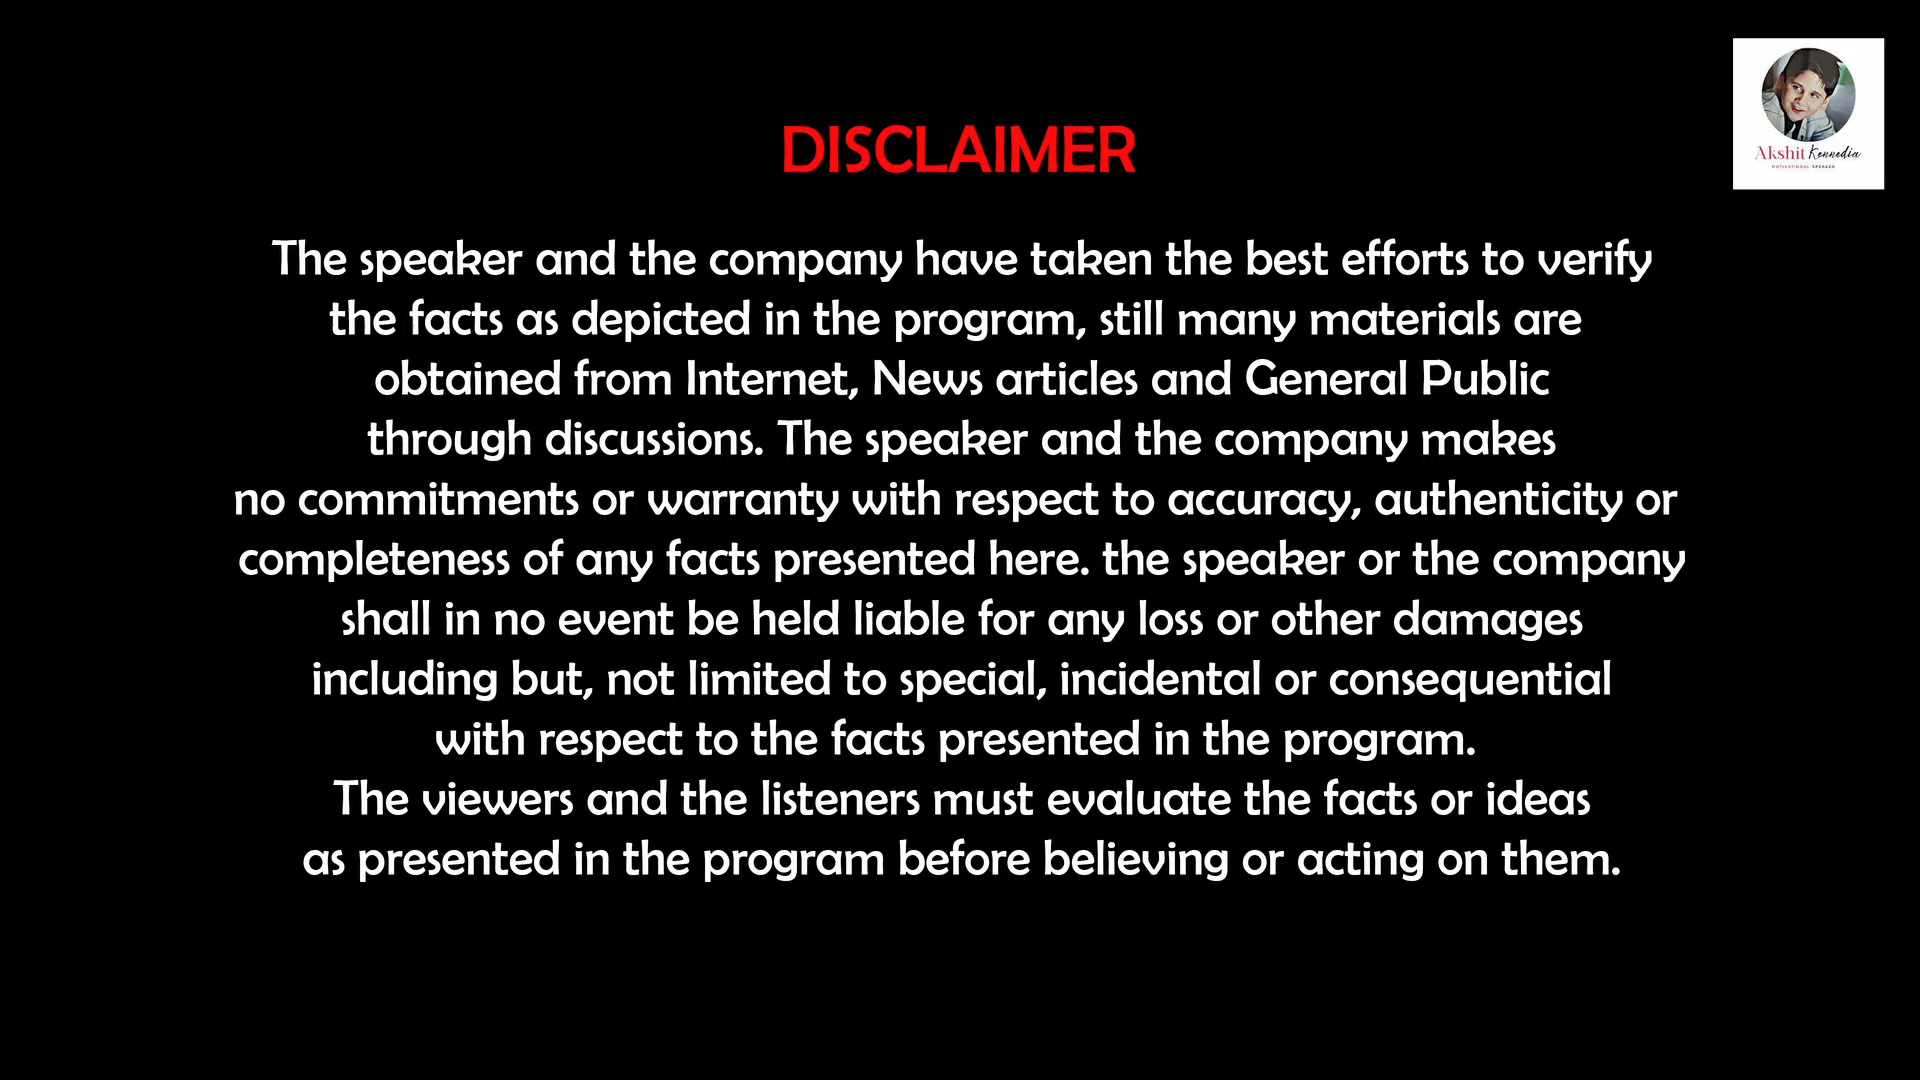 DISCLAIMER
Akshit Kennedia
MOTIVATIONAL SPEAKER
The speaker and the company have taken the best efforts to verify
the facts as depicted in the program, still many materials are
obtained from Internet, News articles and General Public
through discussions. The speaker and the company makes
no commitments or warranty with respect to accuracy, authenticity or
completeness of any facts presented here. the speaker or the company
shall in no event be held liable for any loss or other damages
including but, not limited to special, incidental or consequential
with respect to the facts presented in the program.
The viewers and the listeners must evaluate the facts or ideas
as presented in the program before believing or acting on them.